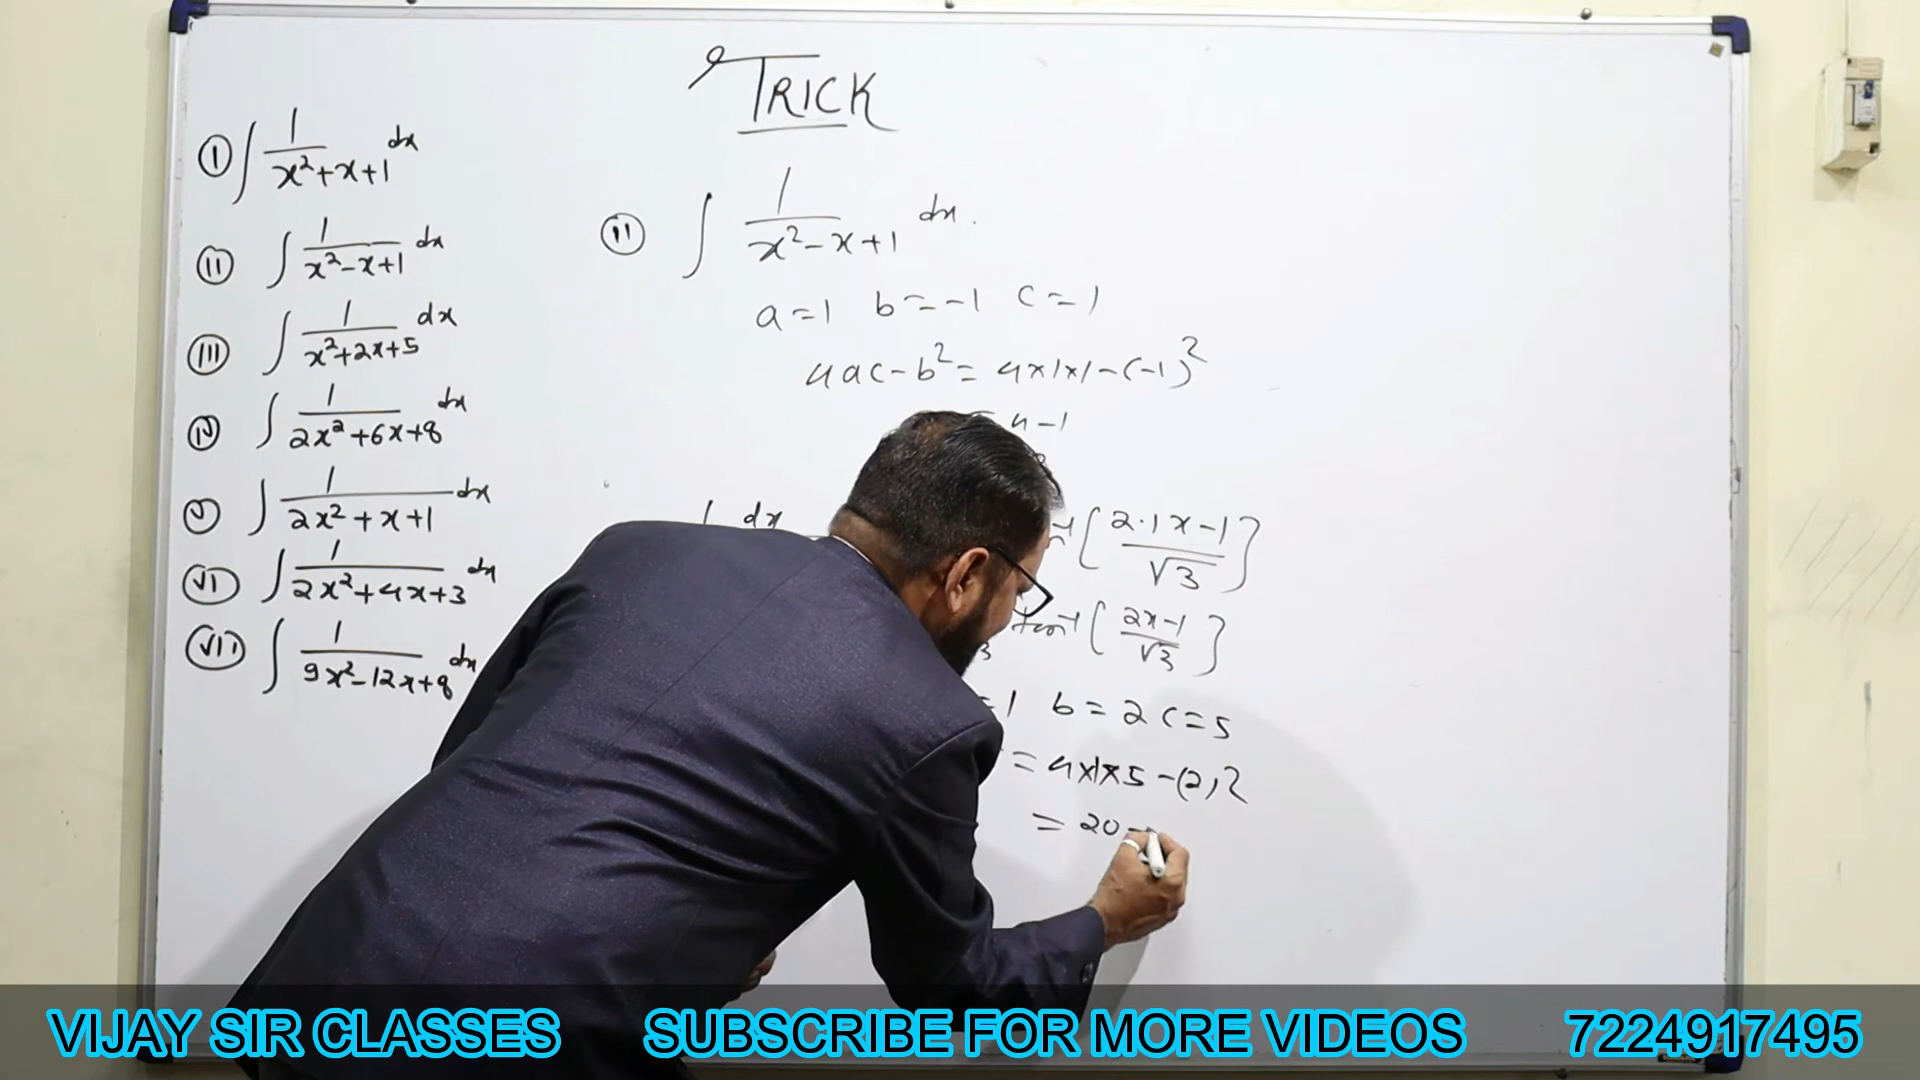 TRICK
(I) ∫ 1/(x²+x+1) dx
(II) ∫ 1/(x²-x+1) dx
(III) ∫ 1/(x²+2x+5) dx
(IV) ∫ 1/(2x²+6x+8) dx
(V) ∫ 1/(2x²+x+1) dx
(VI) ∫ 1/(2x²+4x+3) dx
(VII) ∫ 1/(9x²-12x+8) dx
(II) ∫ 1/(x²-x+1) dx.
a=1 b=-1 c=1
4ac-b²= 4×1×1-(-1)²
= 4-1
dx [2·1x-1/√3]
tan⁻¹ [2x-1/√3]
=1 b=2 c=5
=4×1×5-(2)²
= 20-
VIJAY SIR CLASSES SUBSCRIBE FOR MORE VIDEOS 7224917495